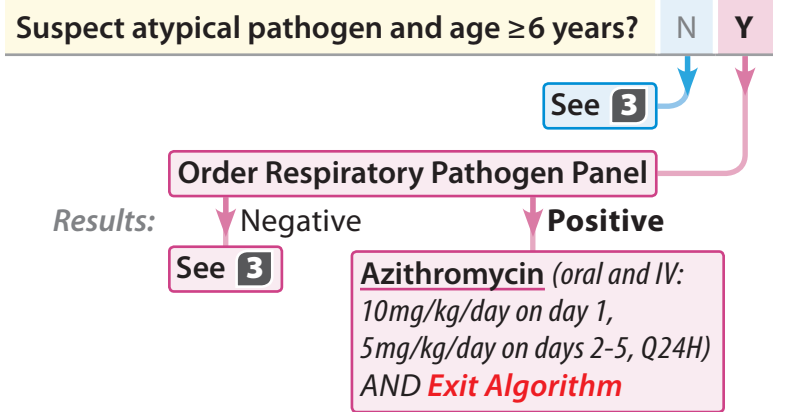 Suspect atypical pathogen and age ≥6 years? N Y
See 3
Order Respiratory Pathogen Panel
Results: Negative Positive
See 3
Azithromycin (oral and IV:
10mg/kg/day on day 1,
5mg/kg/day on days 2-5, Q24H)
AND Exit Algorithm